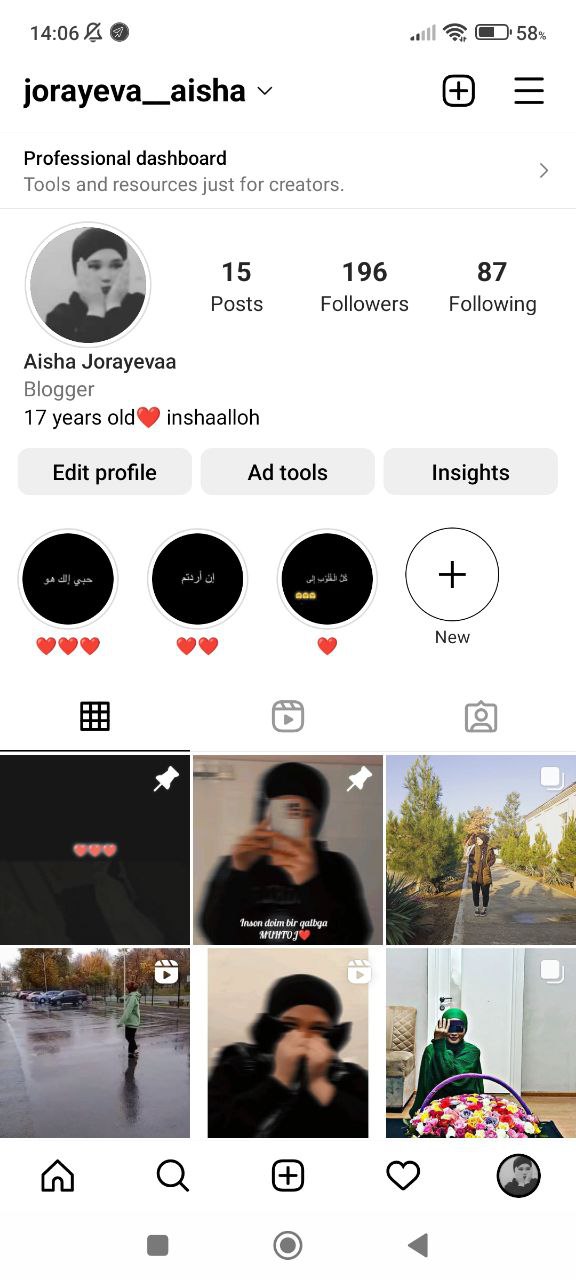 14:06
58%
jorayeva__aisha
Professional dashboard
Tools and resources just for creators.
15
Posts
196
Followers
87
Following
Aisha Jorayevaa
Blogger
17 years old❤️ inshaalloh
Edit profile
Ad tools
Insights
حبي إلك هو
إن أردتم
كل القلوب إلى
❤️❤️❤️
❤️❤️
❤️
New
Inson doim bir qalbga
MUHTOJ❤️